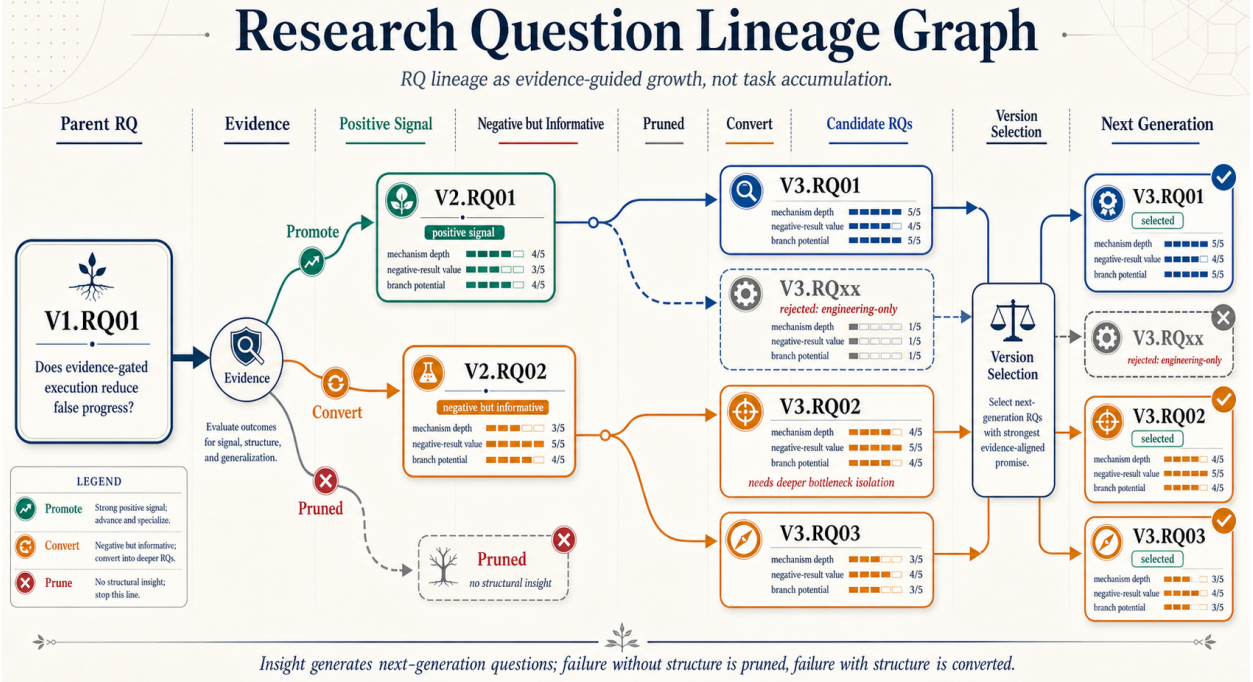 Research Question Lineage Graph
RQ lineage as evidence-guided growth, not task accumulation.
Parent RQ
Evidence
Positive Signal
Negative but Informative
Pruned
Convert
Candidate RQs
Version
Selection
Next Generation
V1.RQ01
Does evidence-gated
execution reduce
false progress?
Evidence
Evaluate outcomes
for signal, structure,
and generalization.
Promote
Convert
Pruned
V2.RQ01
positive signal
mechanism depth 4/5
negative-result value 3/5
branch potential 4/5
V2.RQ02
negative but informative
mechanism depth 3/5
negative-result value 5/5
branch potential 4/5
Pruned
no structural insight
V3.RQ01
mechanism depth 5/5
negative-result value 4/5
branch potential 5/5
V3.RQxx
rejected: engineering-only
mechanism depth 1/5
negative-result value 1/5
branch potential 1/5
V3.RQ02
mechanism depth 4/5
negative-result value 5/5
branch potential 4/5
needs deeper bottleneck isolation
V3.RQ03
mechanism depth 3/5
negative-result value 4/5
branch potential 3/5
Version
Selection
Select next-
generation RQs
with strongest
evidence-aligned
promise.
V3.RQ01
selected
mechanism depth 5/5
negative-result value 4/5
branch potential 5/5
V3.RQxx
rejected: engineering-only
V3.RQ02
selected
mechanism depth 4/5
negative-result value 5/5
branch potential 4/5
V3.RQ03
selected
mechanism depth 3/5
negative-result value 4/5
branch potential 3/5
LEGEND
Promote
Strong positive signal;
advance and specialize.
Convert
Negative but informative;
convert into deeper RQs.
Prune
No structural insight;
stop this line.
Insight generates next-generation questions; failure without structure is pruned, failure with structure is converted.